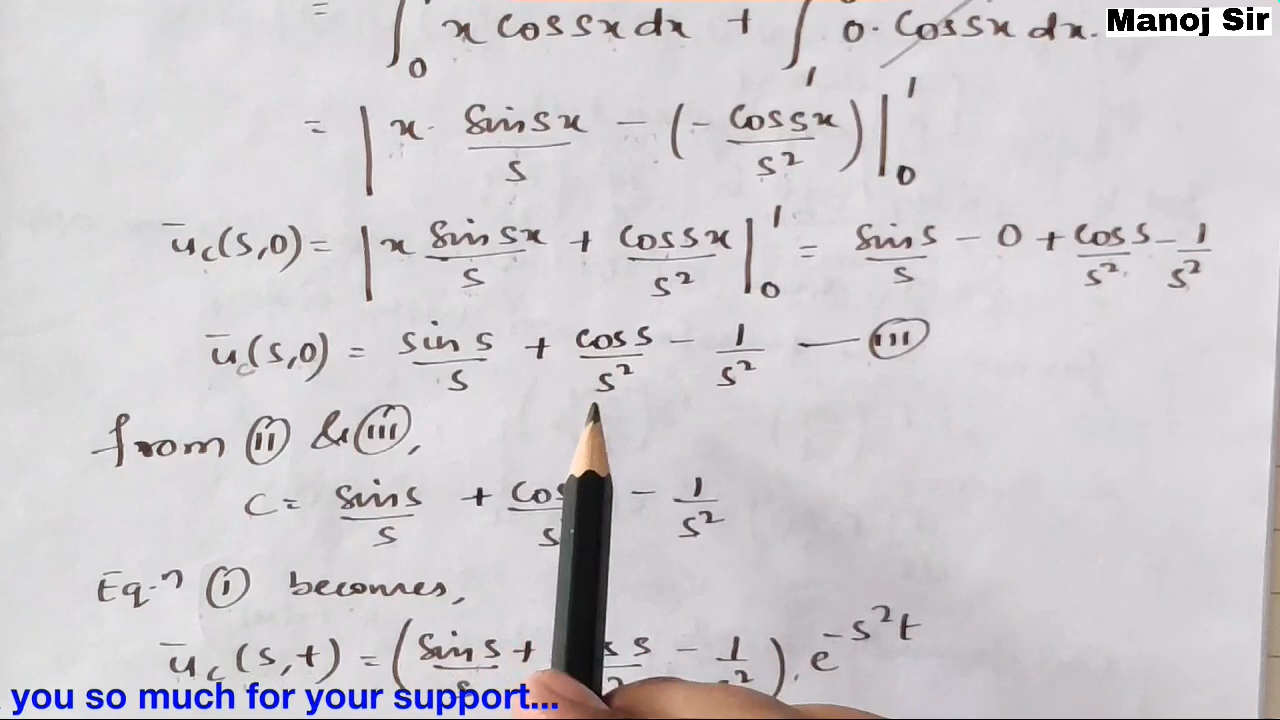 = ∫₀ x cos sx dx + ∫₁ 0. cos sx dx.
Manoj Sir
= | x. sin sx / s - (- cos sx / s²) |₀¹
ū_c(s,0) = | x sin sx / s + cos sx / s² |₀¹ = sin s / s - 0 + cos s / s² - 1 / s²
ū_c(s,0) = sin s / s + cos s / s² - 1 / s² — (iii)
from (ii) & (iii),
c = sin s / s + cos / s - 1 / s²
Eq.ⁿ (i) becomes,
ū_c(s,t) = (sin s / s + s s / 2 - 1 / s²). e^(-s²t)
you so much for your support...